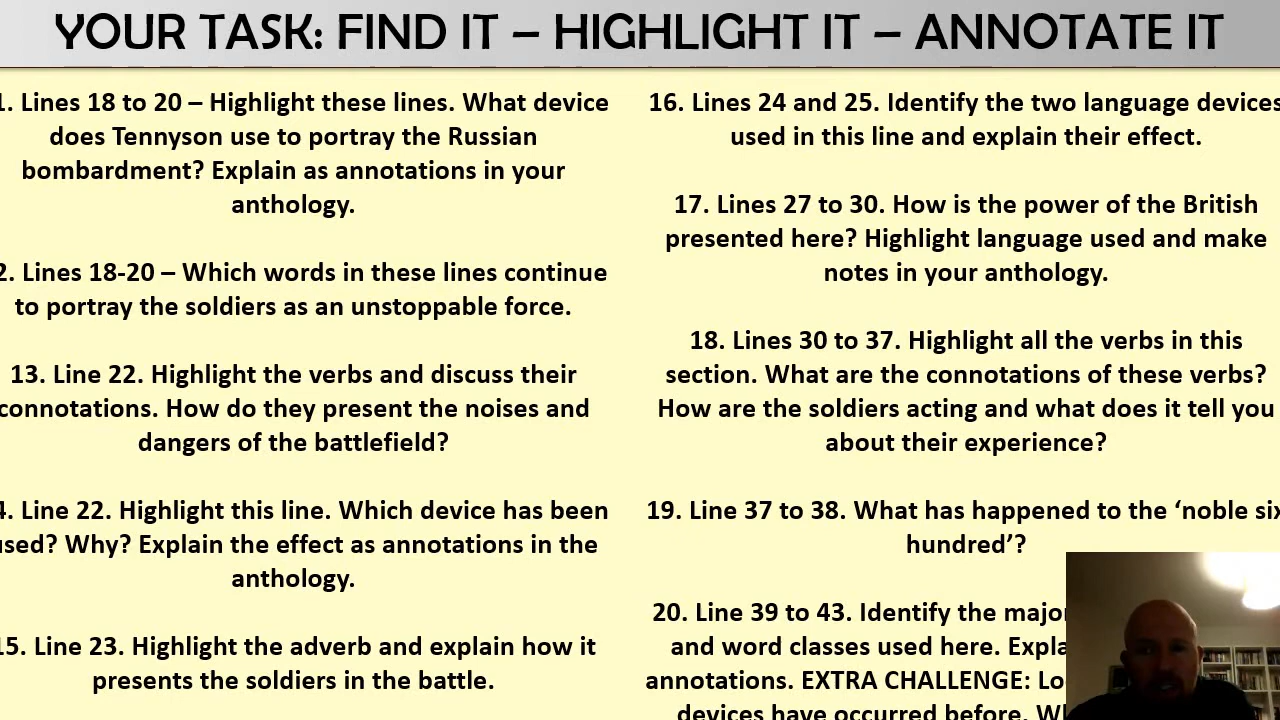 YOUR TASK: FIND IT – HIGHLIGHT IT – ANNOTATE IT
1. Lines 18 to 20 – Highlight these lines. What device
does Tennyson use to portray the Russian
bombardment? Explain as annotations in your
anthology.
2. Lines 18-20 – Which words in these lines continue
to portray the soldiers as an unstoppable force.
13. Line 22. Highlight the verbs and discuss their
connotations. How do they present the noises and
dangers of the battlefield?
4. Line 22. Highlight this line. Which device has been
used? Why? Explain the effect as annotations in the
anthology.
15. Line 23. Highlight the adverb and explain how it
presents the soldiers in the battle.
16. Lines 24 and 25. Identify the two language devices
used in this line and explain their effect.
17. Lines 27 to 30. How is the power of the British
presented here? Highlight language used and make
notes in your anthology.
18. Lines 30 to 37. Highlight all the verbs in this
section. What are the connotations of these verbs?
How are the soldiers acting and what does it tell you
about their experience?
19. Line 37 to 38. What has happened to the ‘noble six
hundred’?
20. Line 39 to 43. Identify the major
and word classes used here.
annotations. EXTRA CHALLENGE:
devices have occurred before.